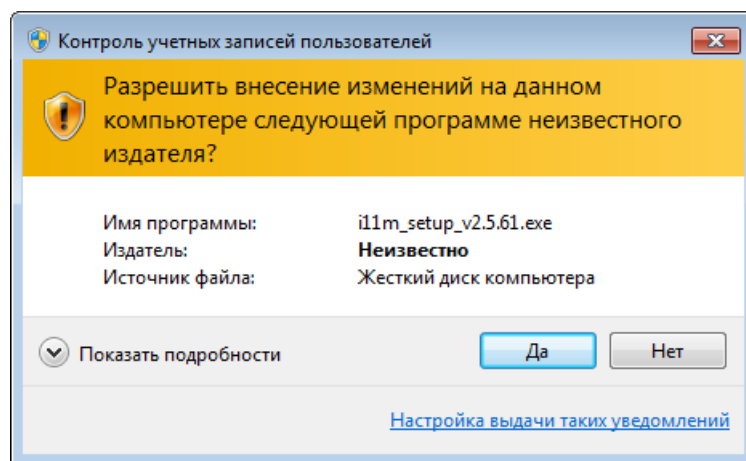 Контроль учетных записей пользователей
Разрешить внесение изменений на данном
компьютере следующей программе неизвестного
издателя?
Имя программы: i11m_setup_v2.5.61.exe
Издатель: Неизвестно
Источник файла: Жесткий диск компьютера
Показать подробности
Да
Нет
Настройка выдачи таких уведомлений